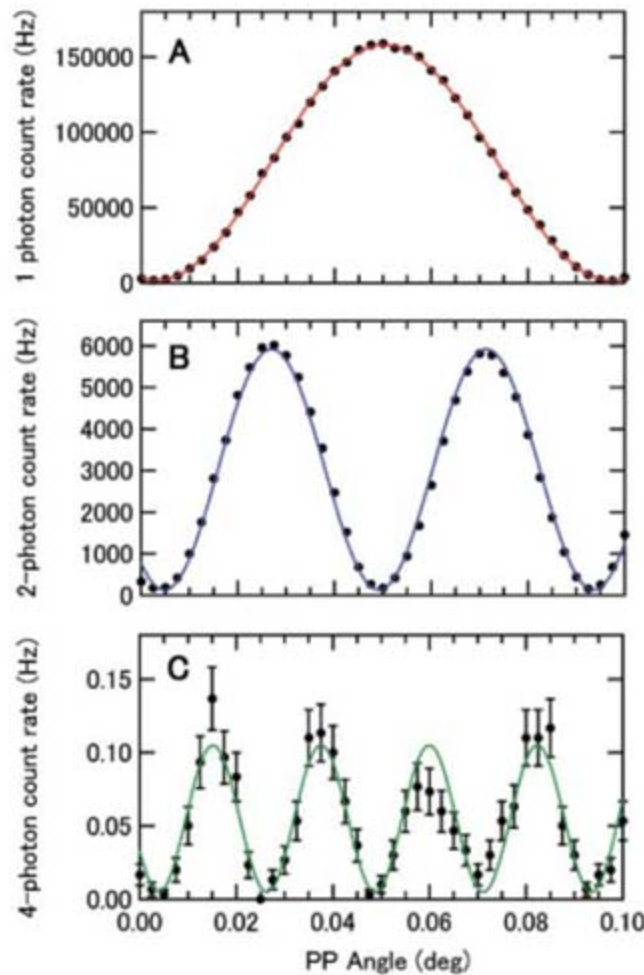 1 photon count rate (Hz)
150000
100000
50000
0
A
2-photon count rate (Hz)
6000
5000
4000
3000
2000
1000
0
B
4-photon count rate (Hz)
0.15
0.10
0.05
0.00
C
0.00 0.02 0.04 0.06 0.08 0.10
PP Angle (deg)